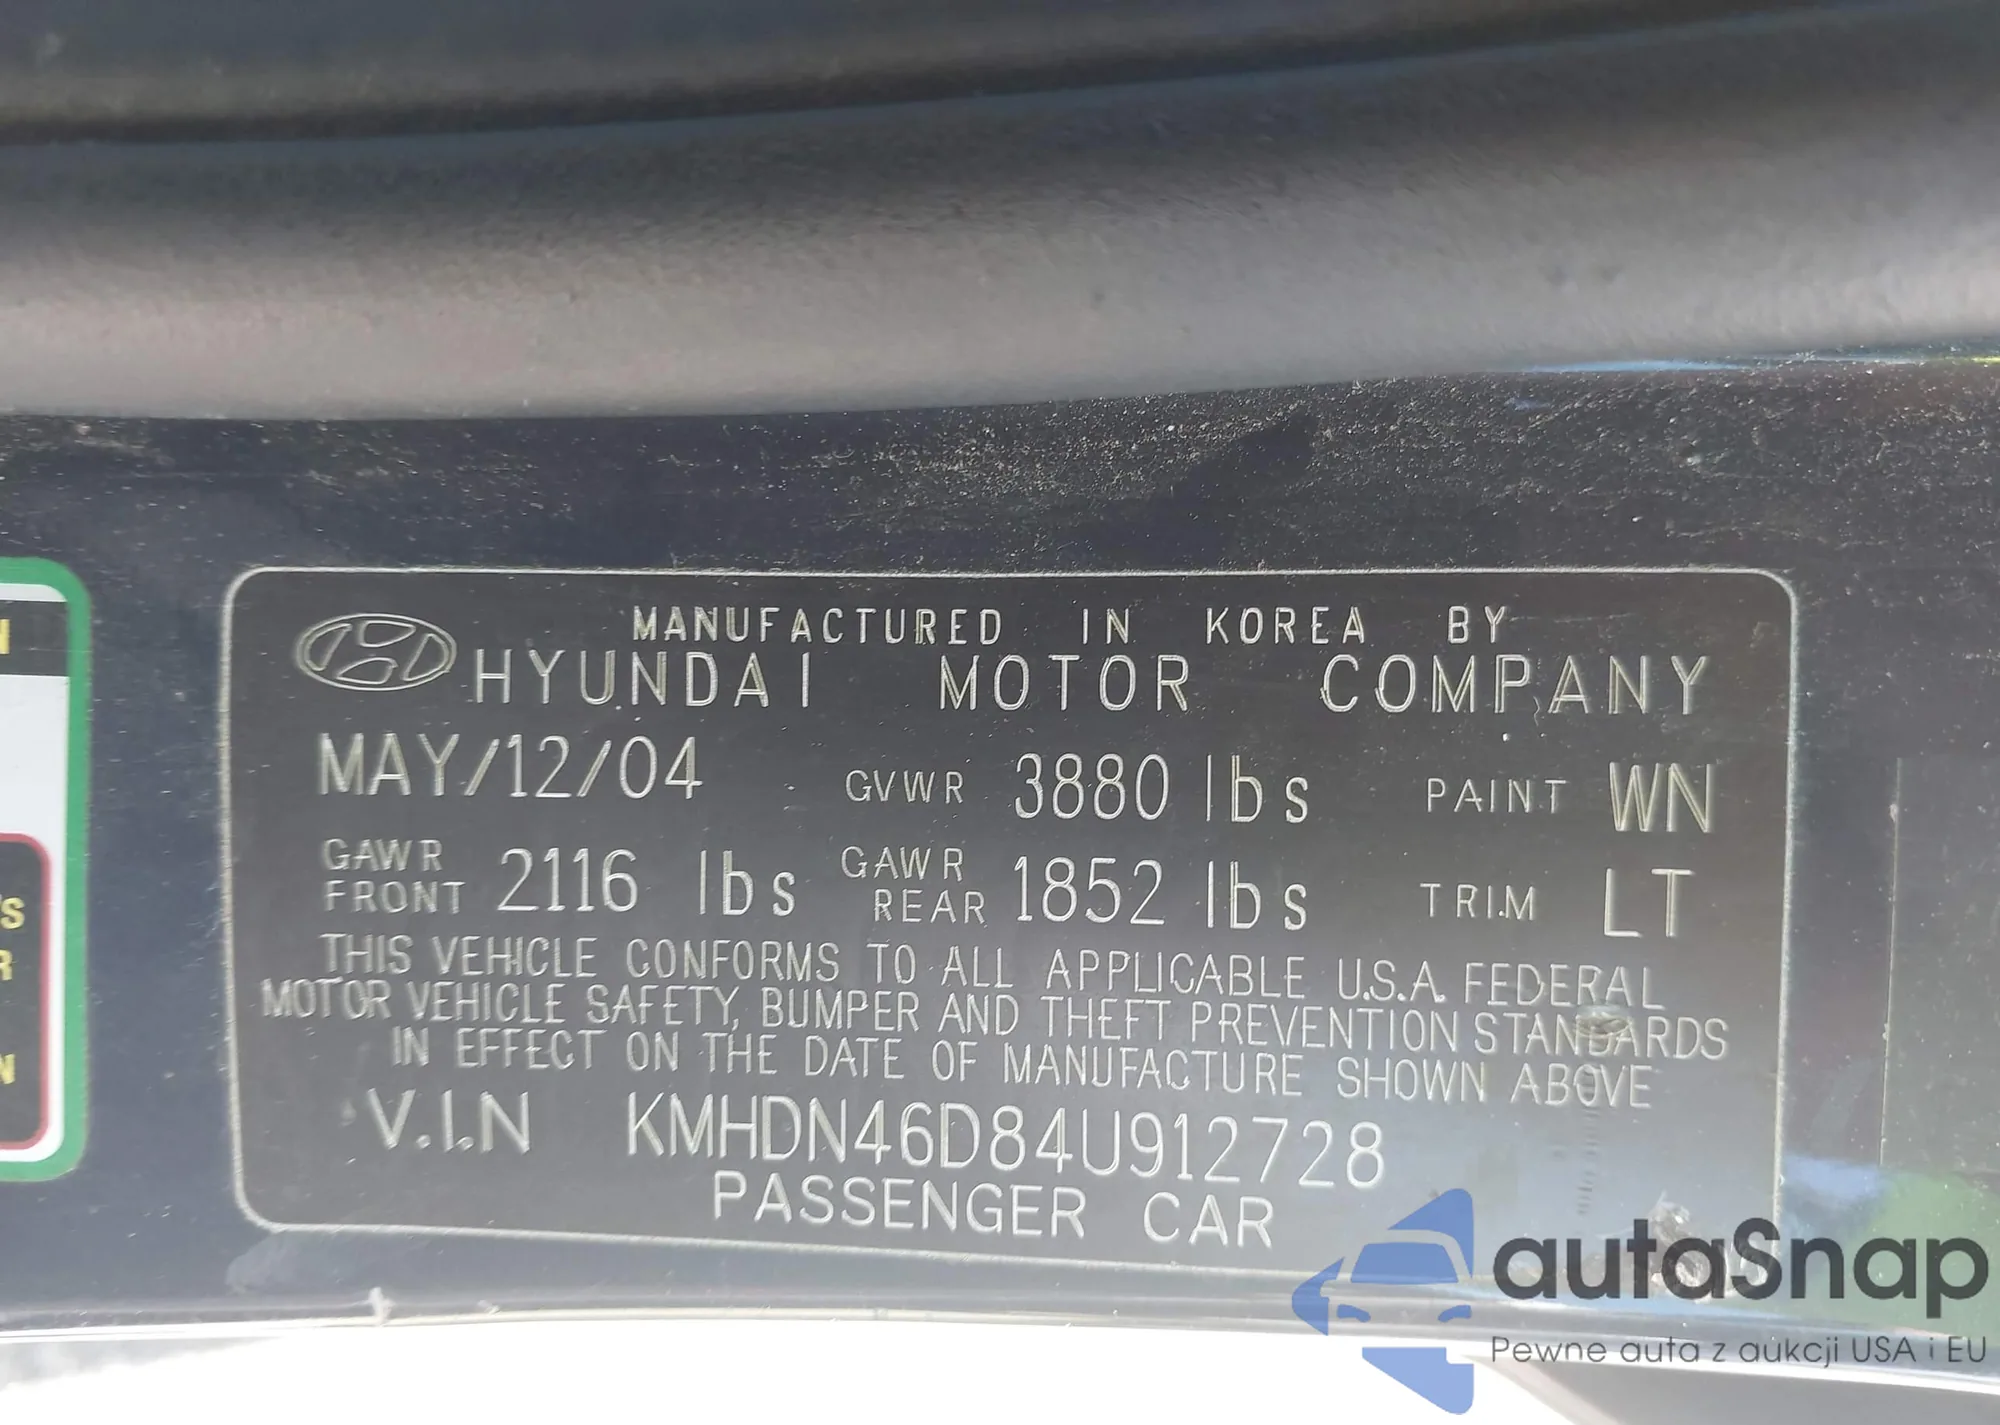 MANUFACTURED IN KOREA BY
HYUNDAI MOTOR COMPANY
MAY/12/04 GVWR 3880 lbs PAINT WN
GAWR FRONT 2116 lbs GAWR REAR 1852 lbs TRIM LT
THIS VEHICLE CONFORMS TO ALL APPLICABLE U.S.A. FEDERAL
MOTOR VEHICLE SAFETY, BUMPER AND THEFT PREVENTION STANDARDS
IN EFFECT ON THE DATE OF MANUFACTURE SHOWN ABOVE
V.I.N KMHDN46D84U912728
PASSENGER CAR
autaSnap
Pewne auta z aukcji USA i EU